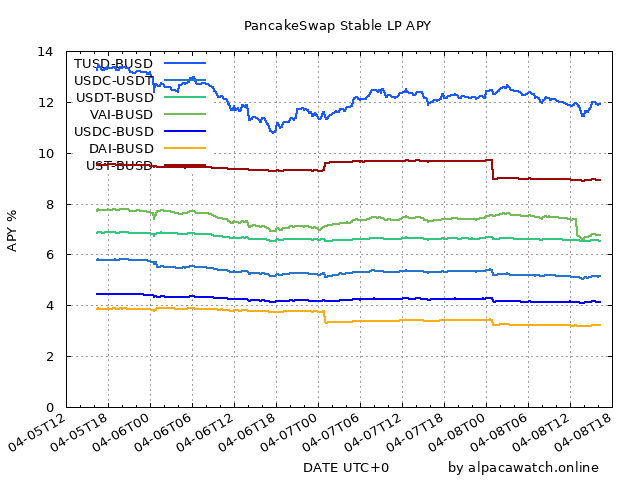 PancakeSwap Stable LP APY
14
12
10
8
6
4
2
0
APY %
TUSD-BUSD
USDC-USDT
USDT-BUSD
VAI-BUSD
USDC-BUSD
DAI-BUSD
UST-BUSD
04-05T12
04-05T18
04-06T00
04-06T06
04-06T12
04-06T18
04-07T00
04-07T06
04-07T12
04-07T18
04-08T00
04-08T06
04-08T12
04-08T18
DATE UTC+0
by alpacawatch.online